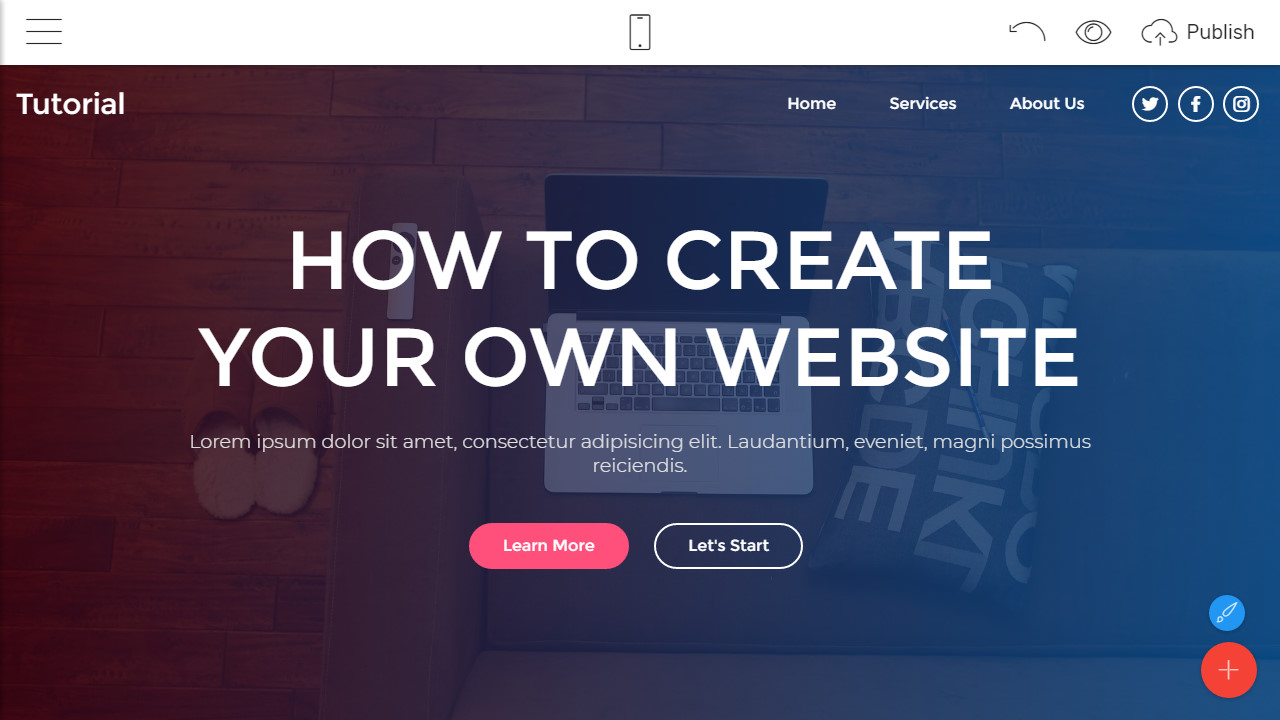 Publish
Tutorial
Home Services About Us
HOW TO CREATE
YOUR OWN WEBSITE
Lorem ipsum dolor sit amet, consectetur adipisicing elit. Laudantium, eveniet, magni possimus
reiciendis.
Learn More Let's Start